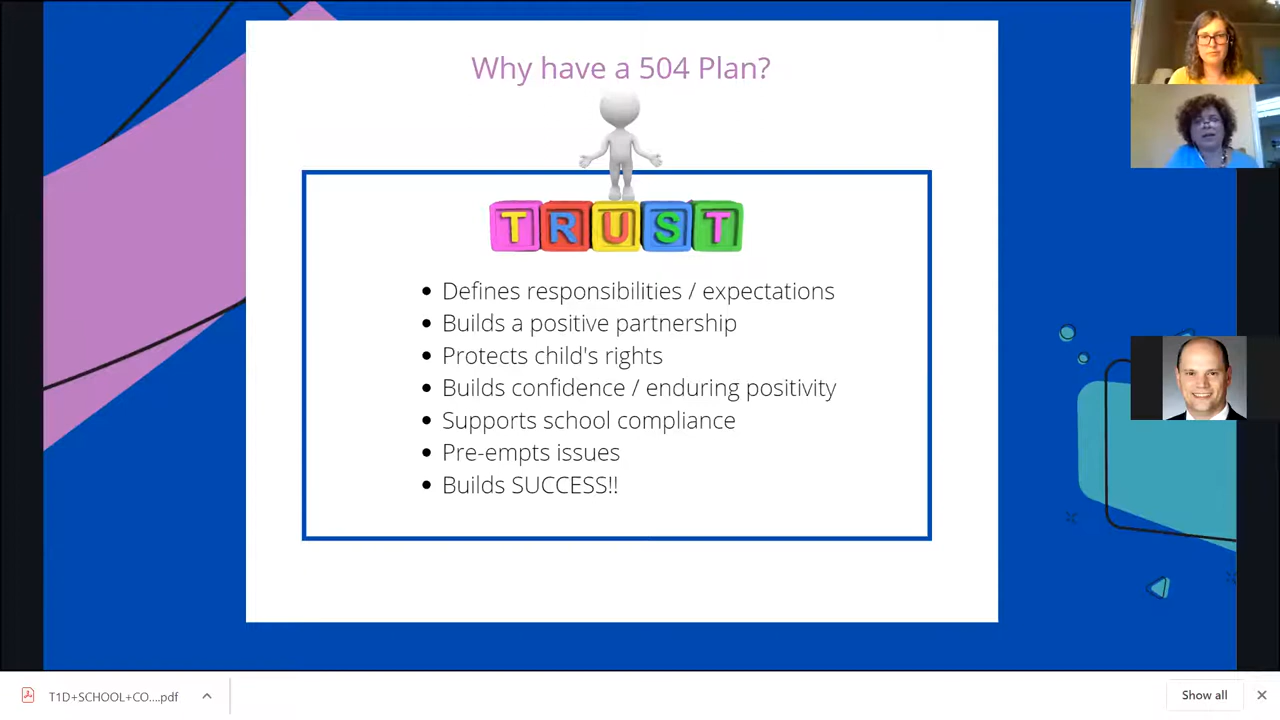 Why have a 504 Plan?
TRUST
Defines responsibilities / expectations
Builds a positive partnership
Protects child's rights
Builds confidence / enduring positivity
Supports school compliance
Pre-empts issues
Builds SUCCESS!!
T1D+SCHOOL+CO....pdf
Show all